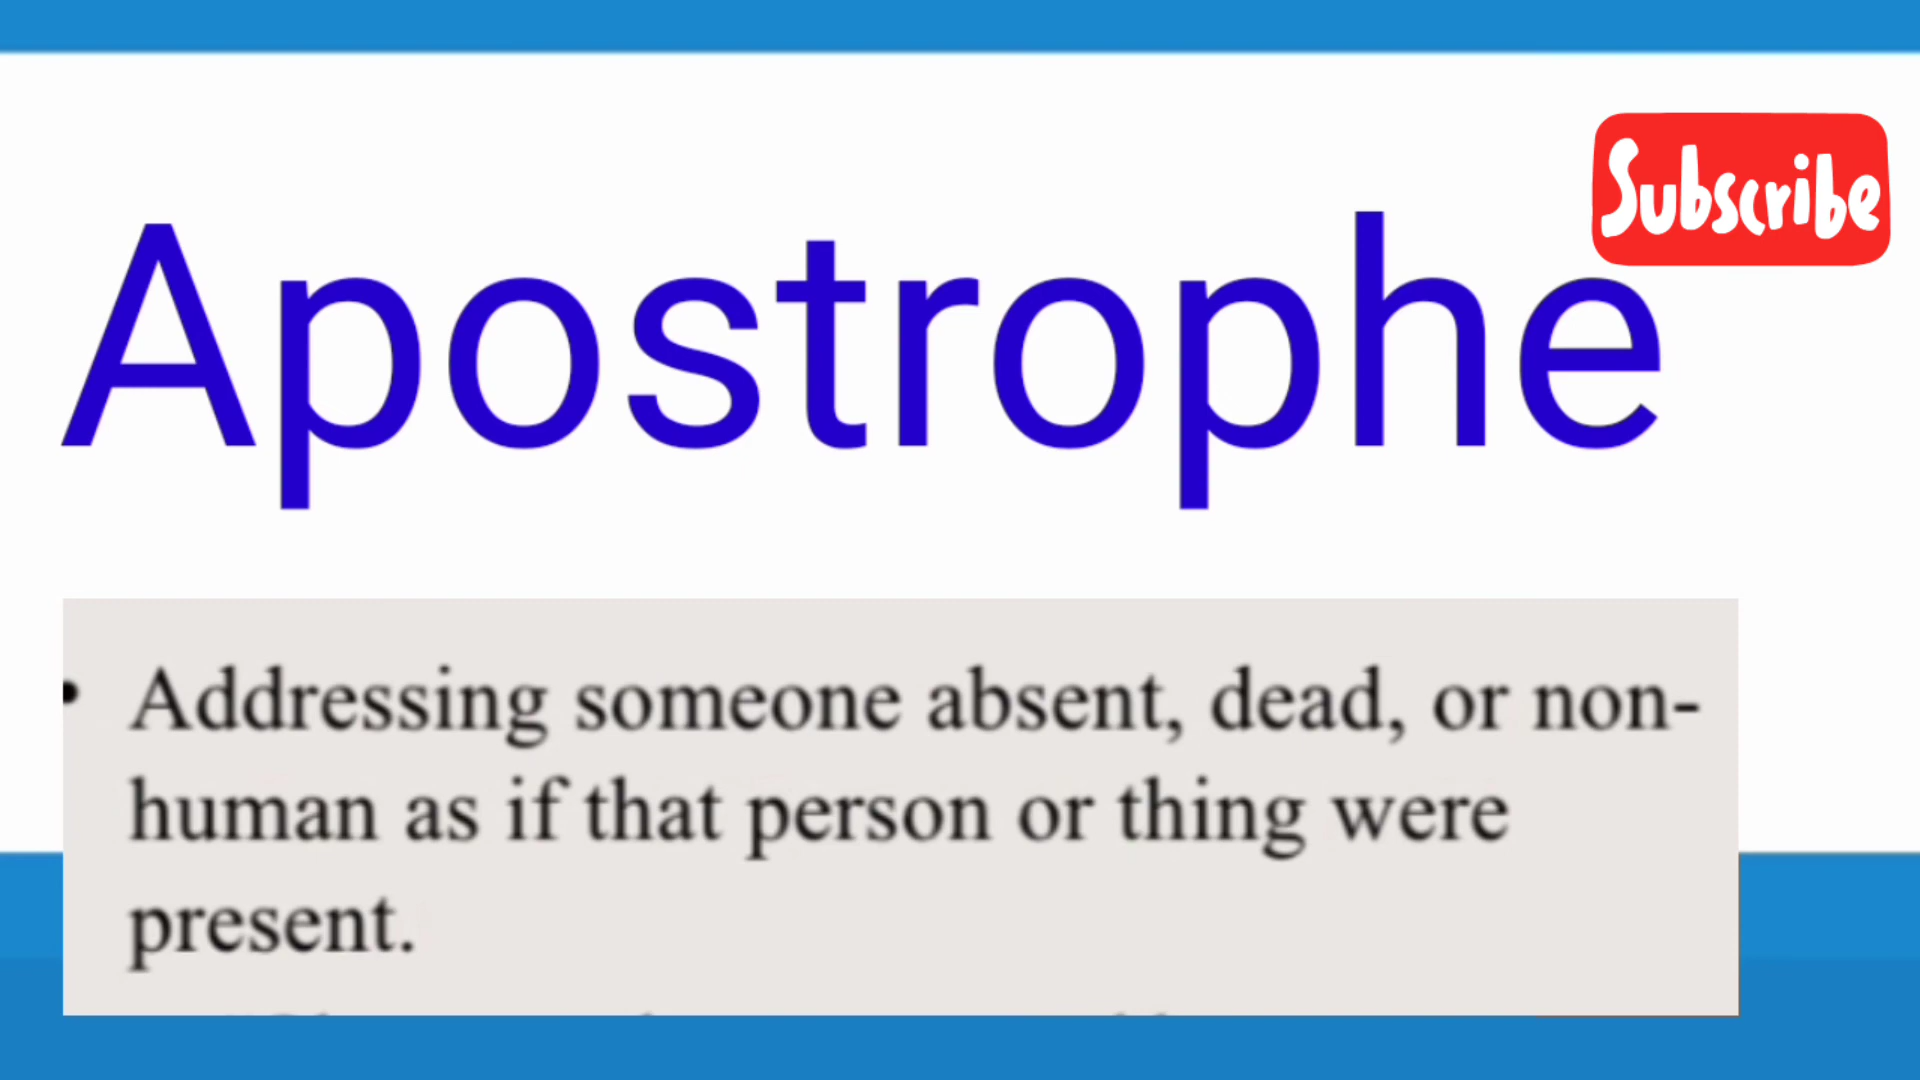 Subscribe
Apostrophe
• Addressing someone absent, dead, or non-
human as if that person or thing were
present.